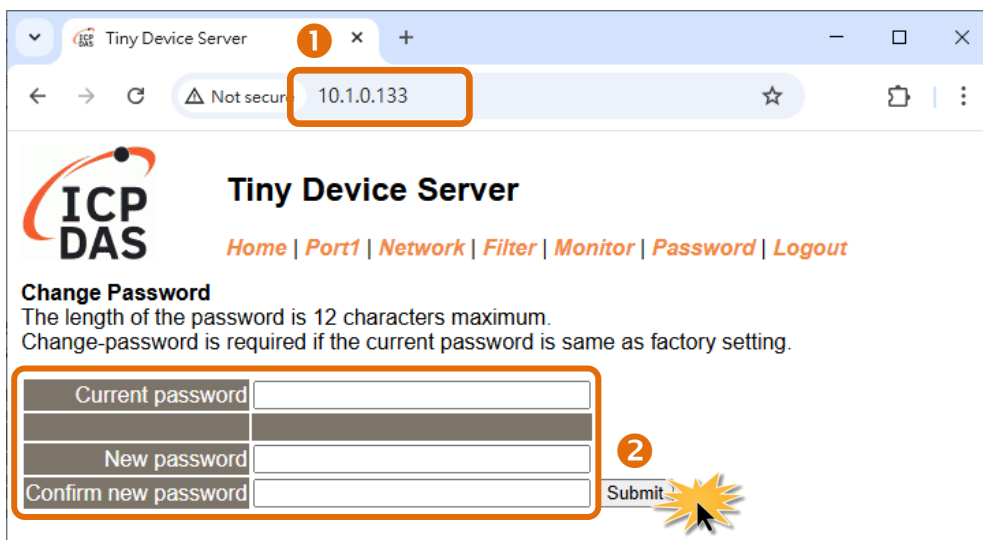 Tiny Device Server
1
Not secure 10.1.0.133
ICP
DAS
Tiny Device Server
Home | Port1 | Network | Filter | Monitor | Password | Logout
Change Password
The length of the password is 12 characters maximum.
Change-password is required if the current password is same as factory setting.
Current password
New password
2
Confirm new password
Submit